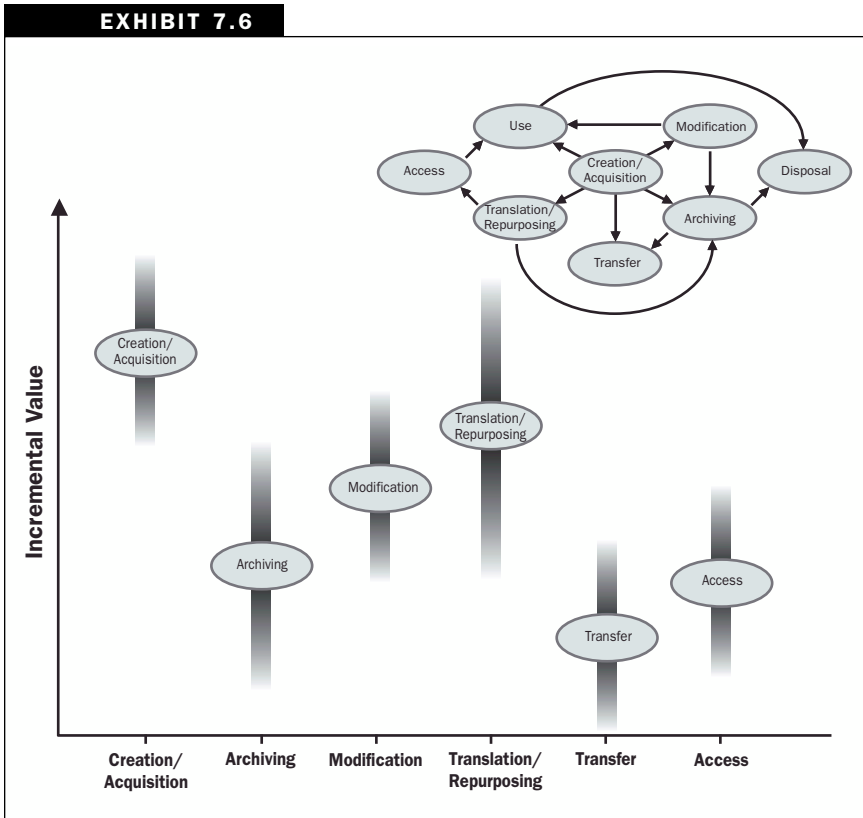 EXHIBIT 7.6
Use
Modification
Access
Creation/
Acquisition
Disposal
Translation/
Repurposing
Archiving
Transfer
Incremental Value
Creation/
Acquisition
Archiving
Modification
Translation/
Repurposing
Transfer
Access
Creation/
Acquisition
Archiving
Modification
Translation/
Repurposing
Transfer
Access